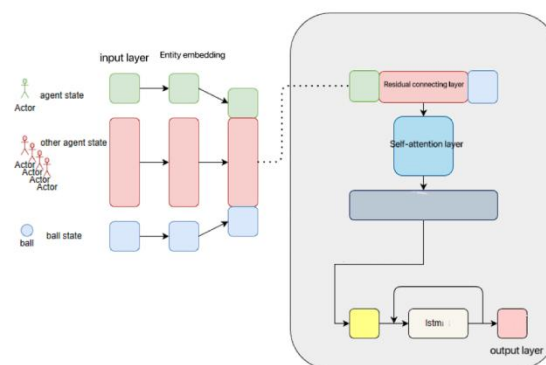 input layer
Entity embedding
agent state
Actor
other agent state
Actor
Actor
Actor
Actor
ball state
ball
Residual connecting layer
Self-attention layer
lstm
output layer